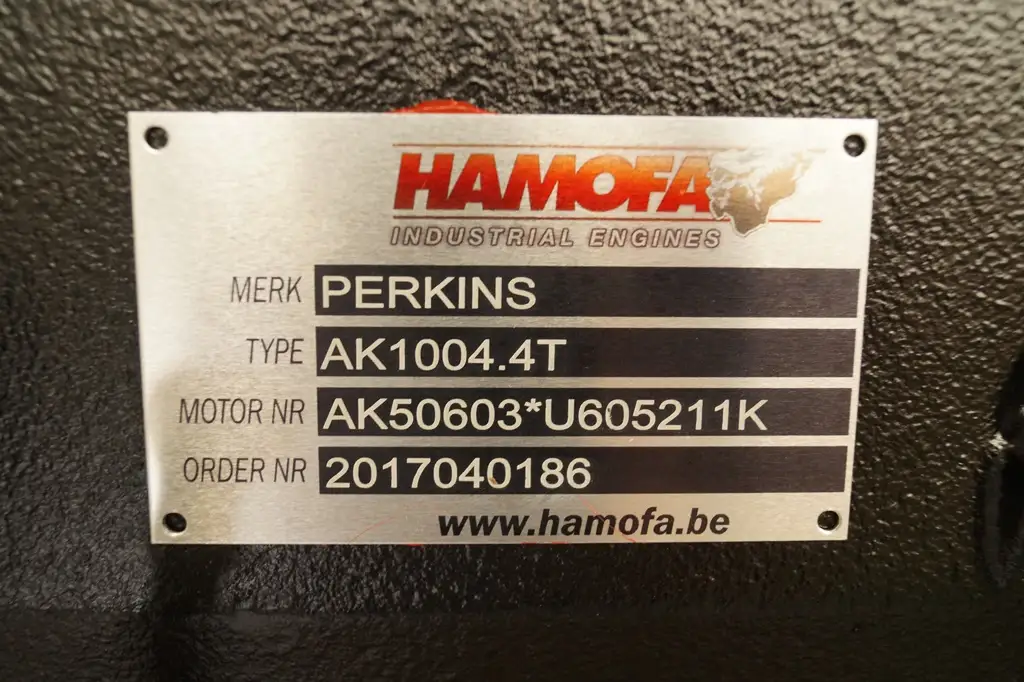 HAMOFA
INDUSTRIAL ENGINES
MERK PERKINS
TYPE AK1004.4T
MOTOR NR AK50603*U605211K
ORDER NR 2017040186
www.hamofa.be